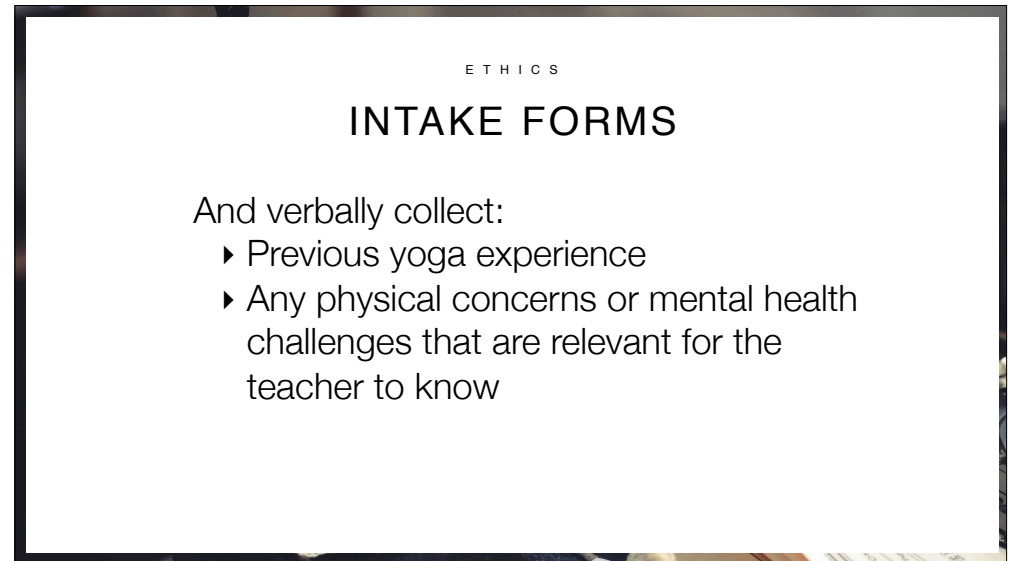 ETHICS
INTAKE FORMS
And verbally collect:
‣ Previous yoga experience
‣ Any physical concerns or mental health
challenges that are relevant for the
teacher to know